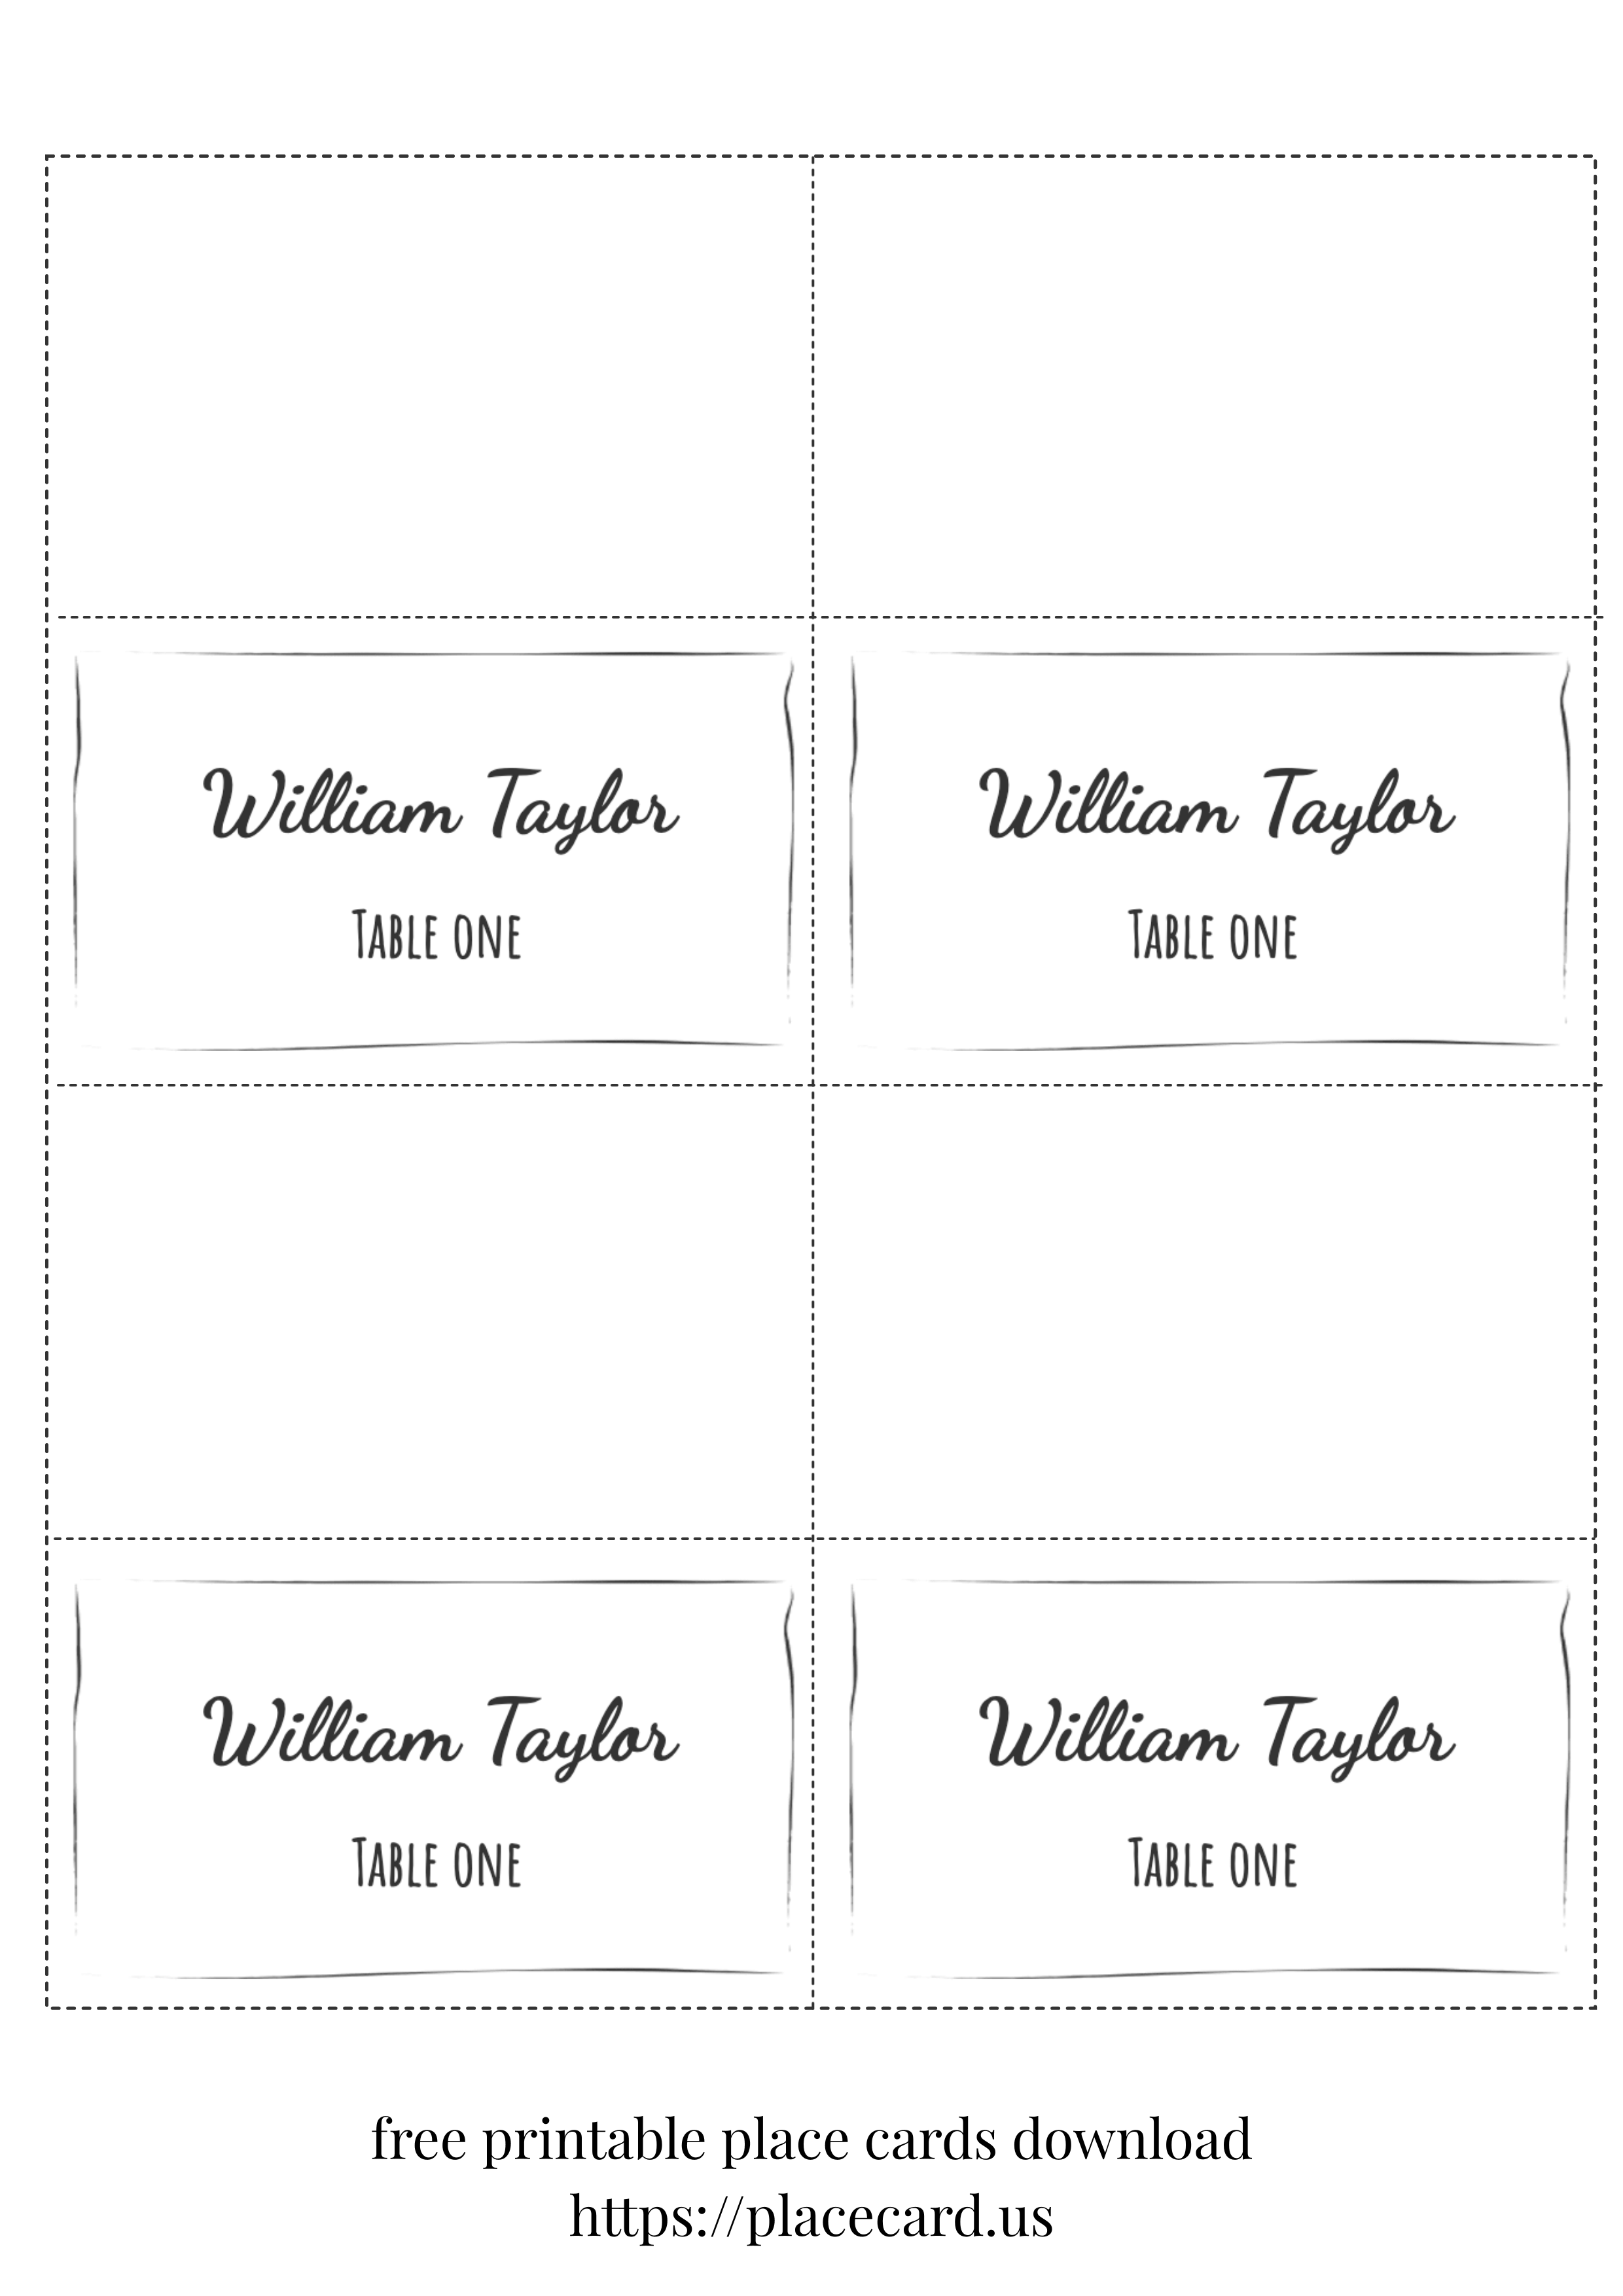 William Taylor William Taylor
Table one Table one
William Taylor William Taylor
Table one Table one
free printable place cards download
https://placecard.us